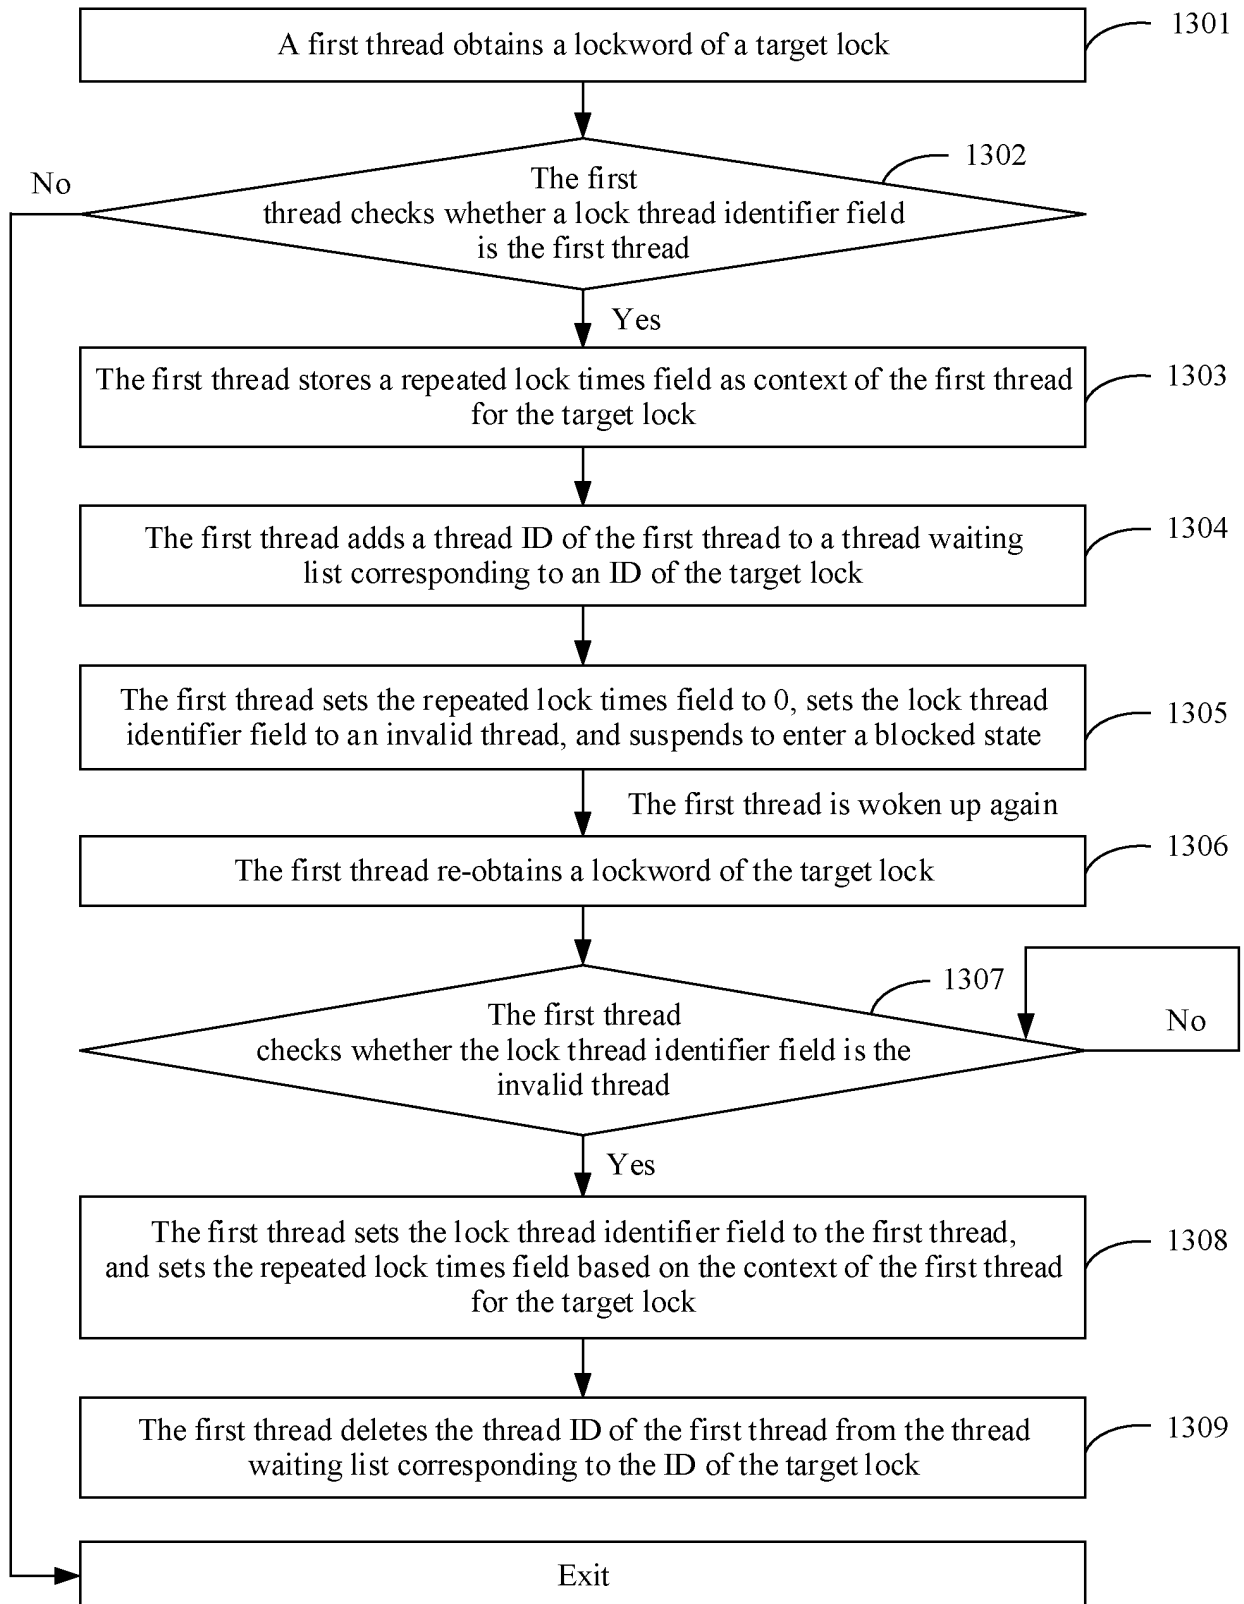 A first thread obtains a lockword of a target lock
1301
1302
No
The first
thread checks whether a lock thread identifier field
is the first thread
Yes
The first thread stores a repeated lock times field as context of the first thread
for the target lock
1303
The first thread adds a thread ID of the first thread to a thread waiting
list corresponding to an ID of the target lock
1304
The first thread sets the repeated lock times field to 0, sets the lock thread
identifier field to an invalid thread, and suspends to enter a blocked state
1305
The first thread is woken up again
The first thread re-obtains a lockword of the target lock
1306
1307
The first thread
checks whether the lock thread identifier field is the
invalid thread
No
Yes
The first thread sets the lock thread identifier field to the first thread,
and sets the repeated lock times field based on the context of the first thread
for the target lock
1308
The first thread deletes the thread ID of the first thread from the thread
waiting list corresponding to the ID of the target lock
1309
Exit